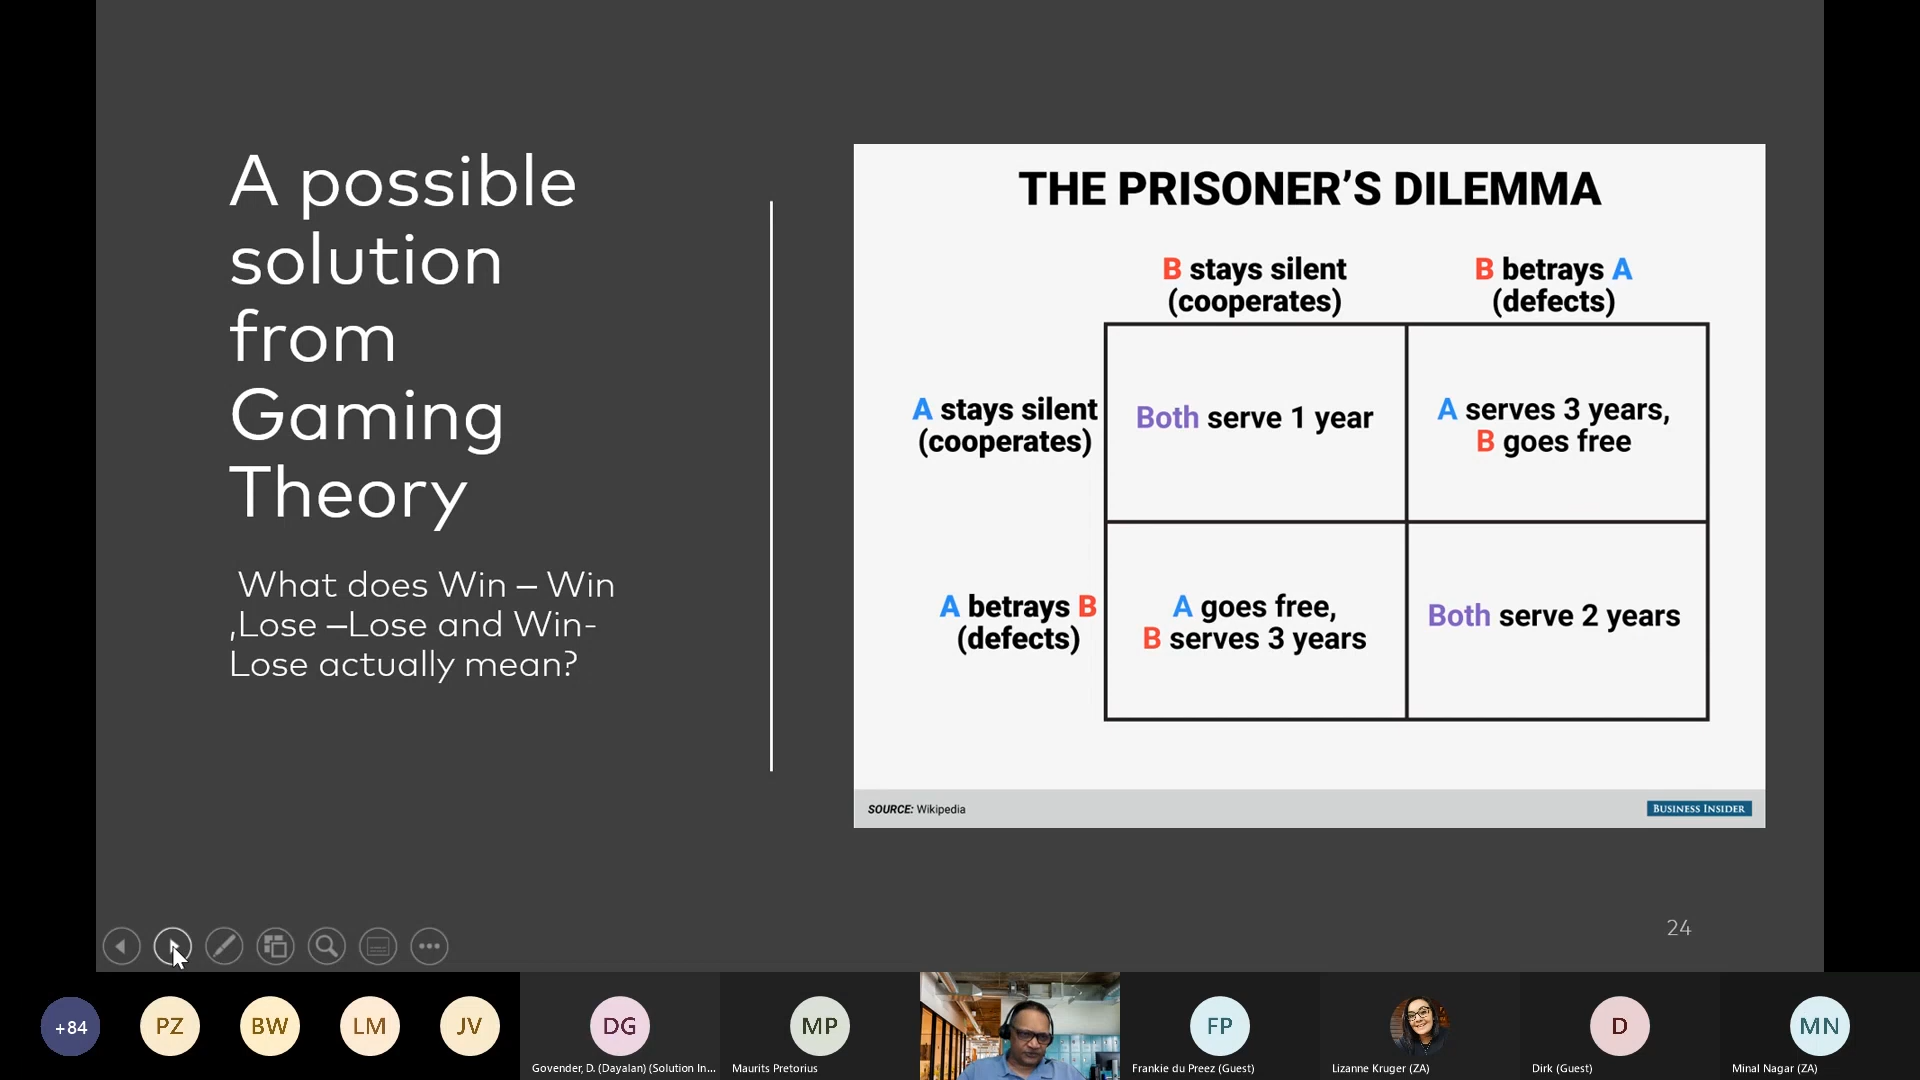 A possible
solution
from
Gaming
Theory
What does Win – Win
,Lose –Lose and Win-
Lose actually mean?
THE PRISONER’S DILEMMA
B stays silent
(cooperates)
B betrays A
(defects)
A stays silent
(cooperates)
Both serve 1 year
A serves 3 years,
B goes free
A betrays B
(defects)
A goes free,
B serves 3 years
Both serve 2 years
SOURCE: Wikipedia
BUSINESS INSIDER
24
+84
PZ
BW
LM
JV
DG
Govender, D. (Dayalan) (Solution In...
MP
Maurits Pretorius
FP
Frankie du Preez (Guest)
Lizanne Kruger (ZA)
D
Dirk (Guest)
MN
Minal Nagar (ZA)